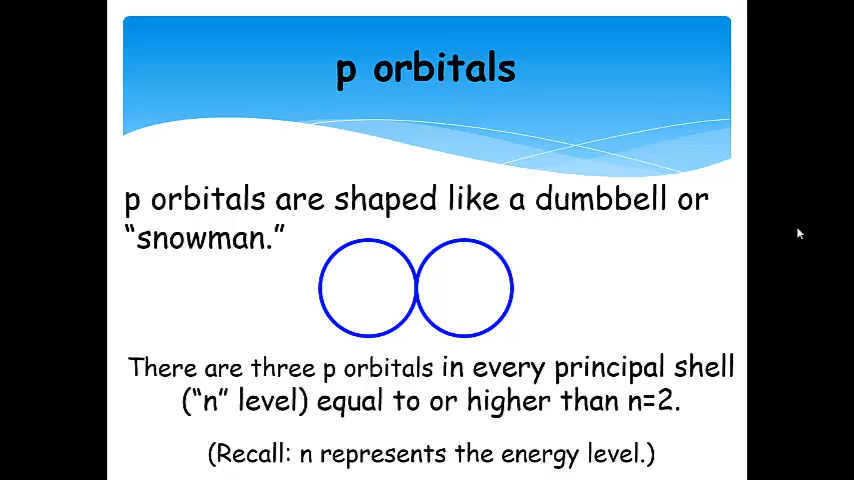 p orbitals
p orbitals are shaped like a dumbbell or
“snowman.”
There are three p orbitals in every principal shell
(“n” level) equal to or higher than n=2.
(Recall: n represents the energy level.)